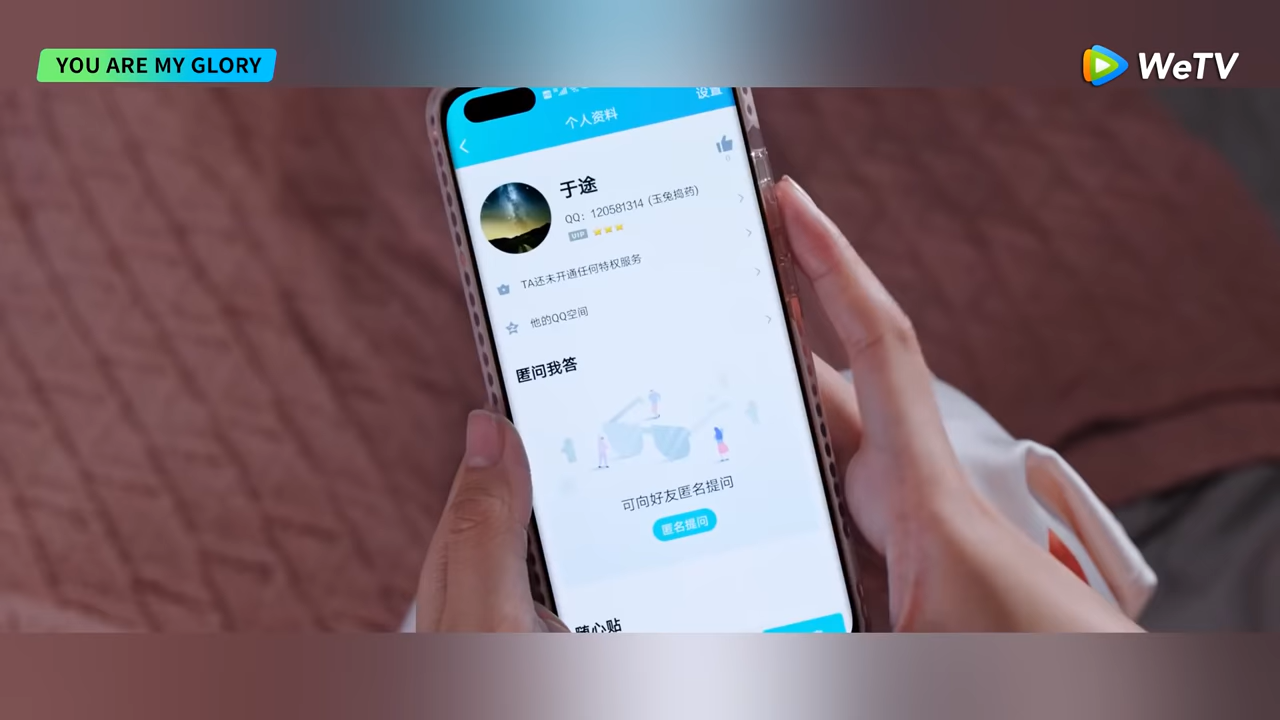 YOU ARE MY GLORY
WeTV
设置
个人资料
于途
0
QQ：120581314 (玉兔捣药)
VIP
TA还未开通任何特权服务
他的QQ空间
匿问我答
可向好友匿名提问
匿名提问
随心贴